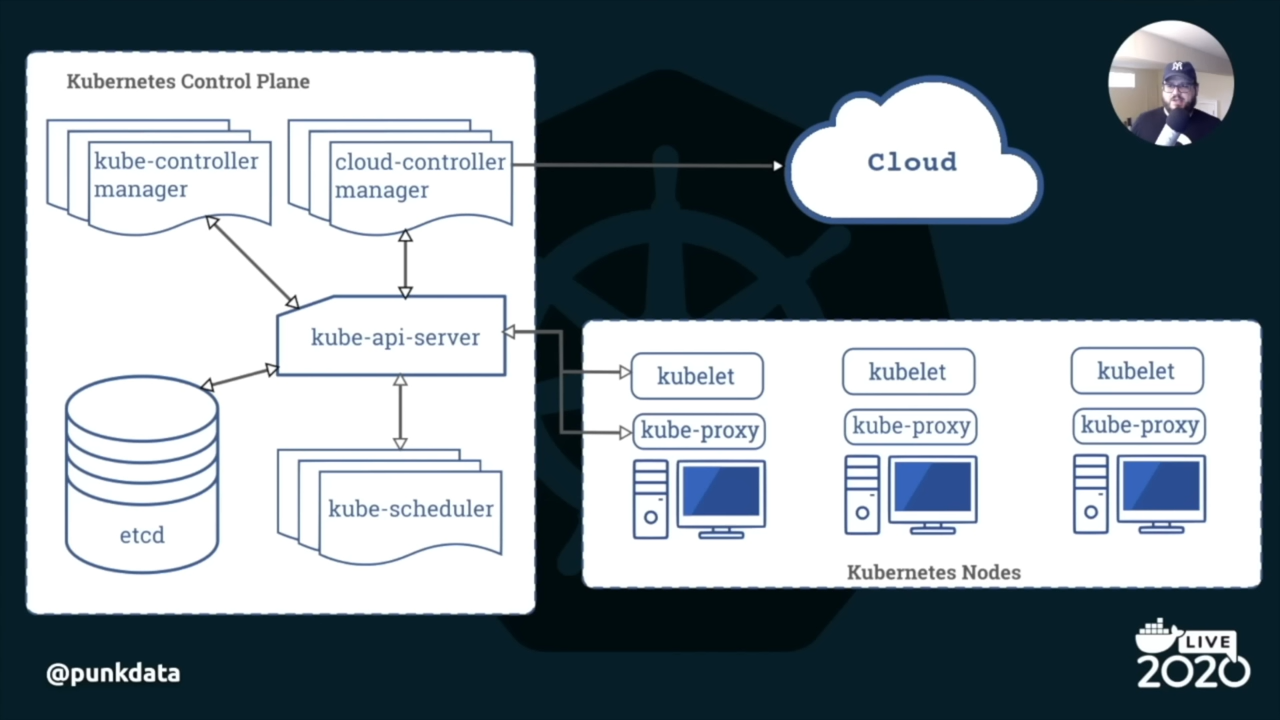 Kubernetes Control Plane
kube-controller
manager
cloud-controller
manager
Cloud
kube-api-server
etcd
kube-scheduler
kubelet
kube-proxy
kubelet
kube-proxy
kubelet
kube-proxy
Kubernetes Nodes
@punkdata
LIVE
2020